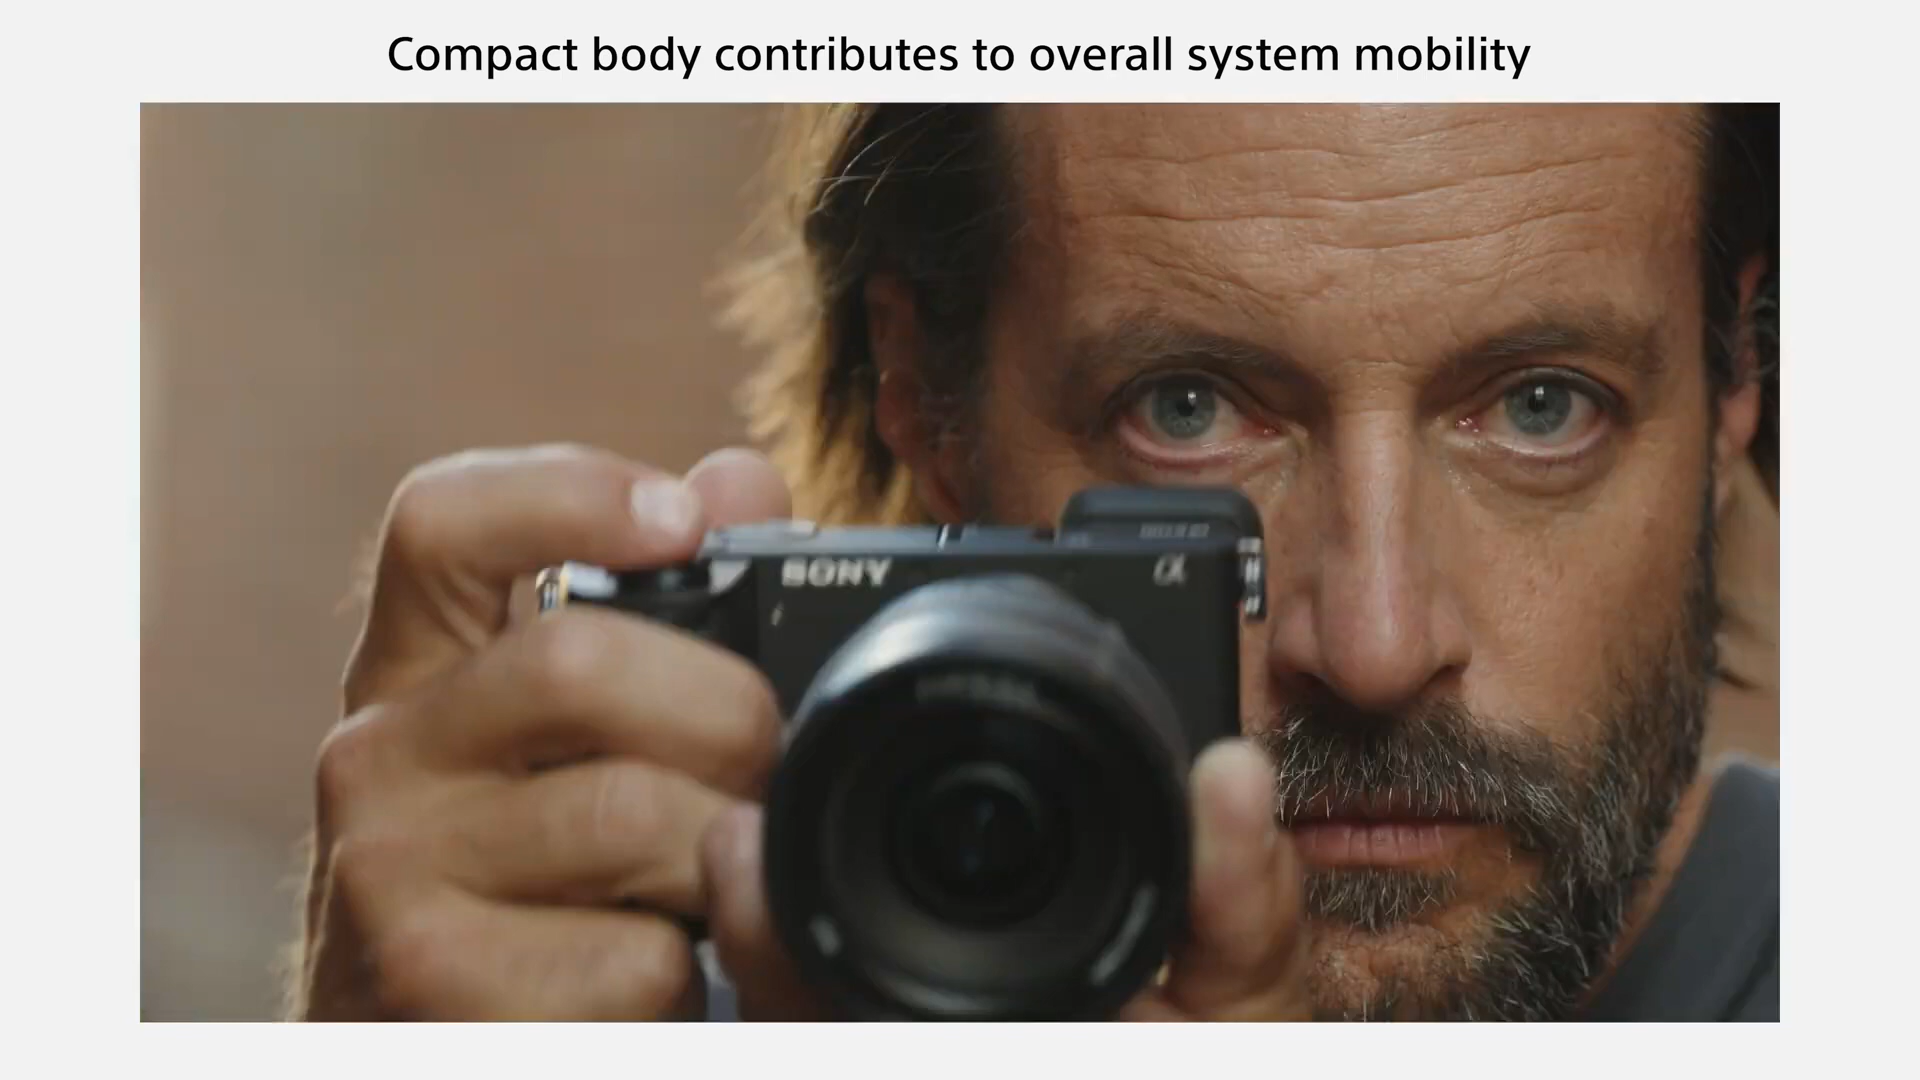 Compact body contributes to overall system mobility
SONY
α